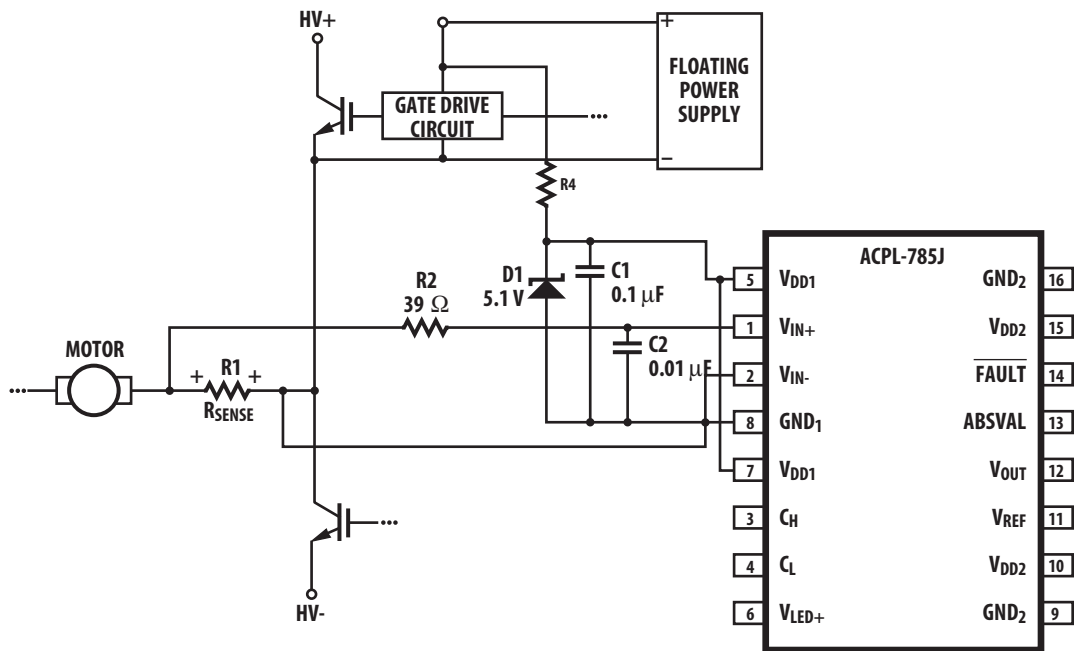 HV+
+
FLOATING
POWER
SUPPLY
GATE DRIVE
CIRCUIT
...
−
R4
ACPL-785J
D1
5.1 V
C1
0.1 μF
R2
39 Ω
C2
0.01 μF
MOTOR
...
+ R1 +
RSENSE
5 VDD1
1 VIN+
2 VIN-
8 GND1
7 VDD1
3 CH
4 CL
6 VLED+
GND2 16
VDD2 15
FAULT 14
ABSVAL 13
VOUT 12
VREF 11
VDD2 10
GND2 9
...
HV-